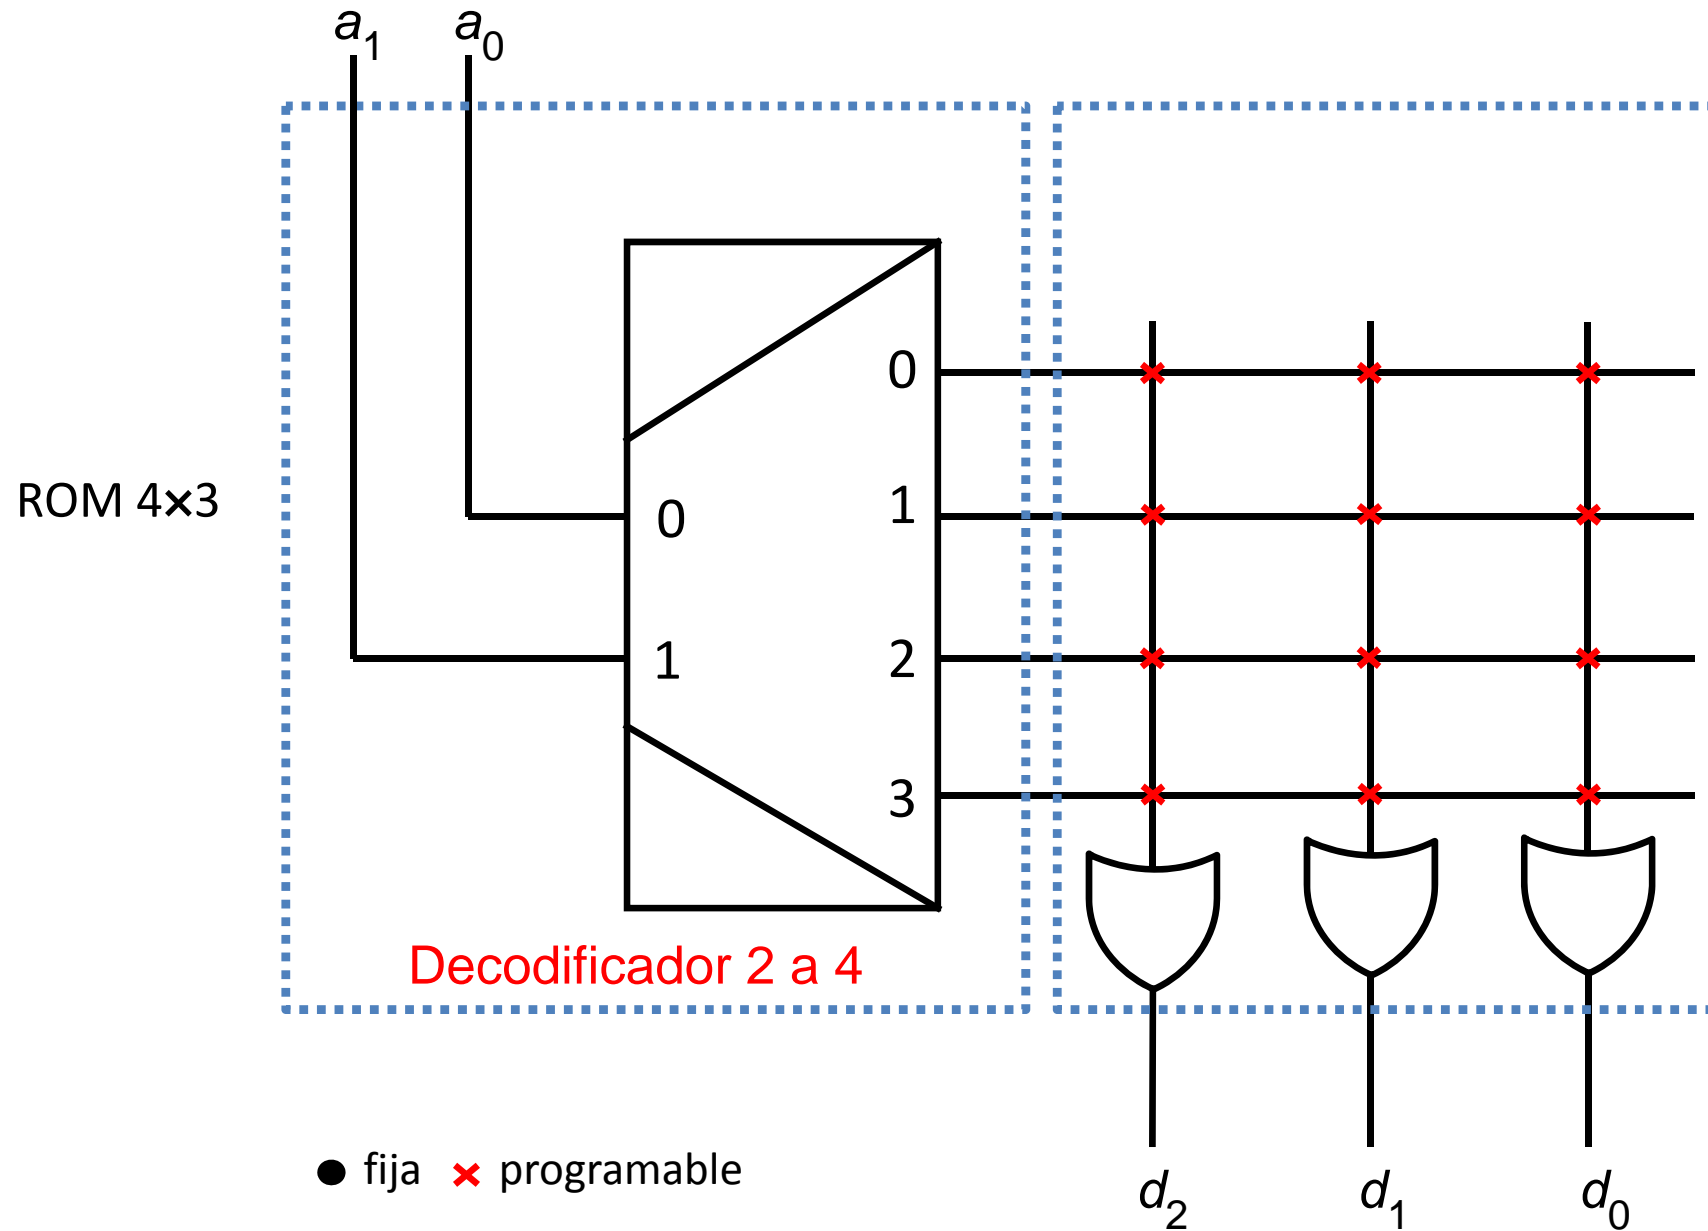 a1 a0
0
1
ROM 4×3
0
1
2
1
3
Decodificador 2 a 4
● fija × programable
d2 d1 d0